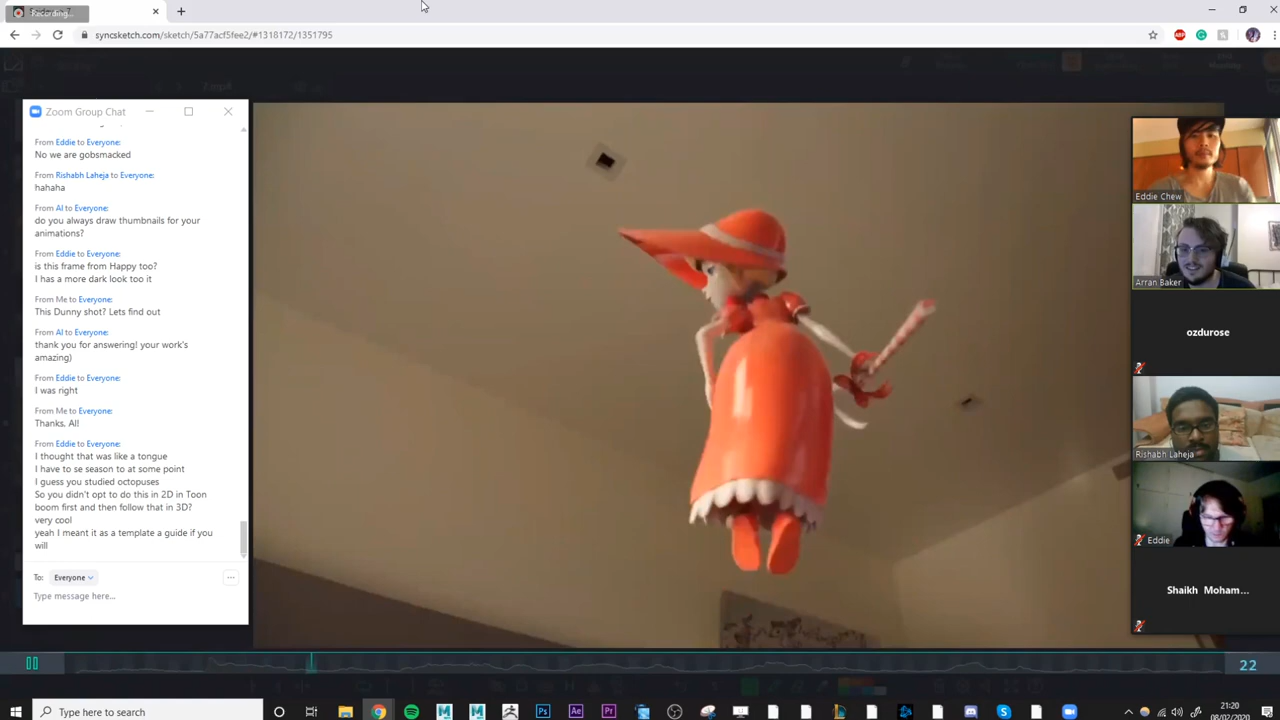 Recording...
syncsketch.com/sketch/5a77acf5fee2/#1318172/1351795
Zoom Group Chat
From Eddie to Everyone:
No we are gobsmacked
From Rishabh Laheja to Everyone:
hahaha
From Al to Everyone:
do you always draw thumbnails for your
animations?
From Eddie to Everyone:
is this frame from Happy too?
I has a more dark look too it
From Me to Everyone:
This Dunny shot? Lets find out
From Al to Everyone:
thank you for answering! your work's
amazing)
From Eddie to Everyone:
I was right
From Me to Everyone:
Thanks, Al!
From Eddie to Everyone:
I thought that was like a tongue
I have to se season to at some point
I guess you studied octopuses
So you didn't opt to do this in 2D in Toon
boom first and then follow that in 3D?
very cool
yeah I meant it as a template a guide if you
will
To: Everyone
Type message here...
Eddie Chew
Arran Baker
ozdurose
Rishabh Laheja
Eddie
Shaikh Moham...
22
Type here to search
21:20
08/02/2020